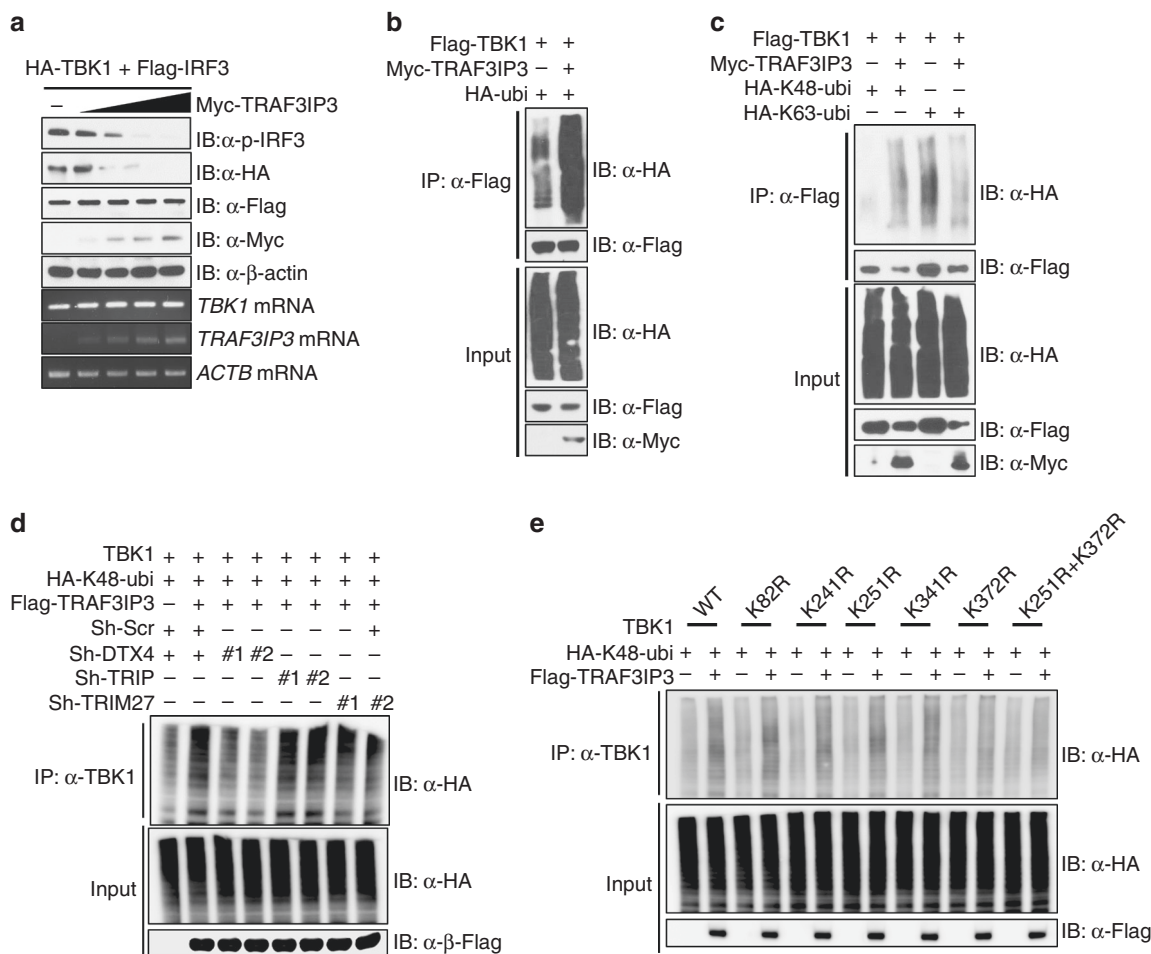 a
HA-TBK1 + Flag-IRF3
– Myc-TRAF3IP3
IB:α-p-IRF3
IB:α-HA
IB: α-Flag
IB: α-Myc
IB: α-β-actin
TBK1 mRNA
TRAF3IP3 mRNA
ACTB mRNA
b
Flag-TBK1 + +
Myc-TRAF3IP3 – +
HA-ubi + +
IP: α-Flag
IB: α-HA
IB: α-Flag
Input
IB: α-HA
IB: α-Flag
IB: α-Myc
c
Flag-TBK1 + + + +
Myc-TRAF3IP3 – + – +
HA-K48-ubi + +
HA-K63-ubi + +
IP: α-Flag
IB: α-HA
IB: α-Flag
Input
IB: α-HA
IB: α-Flag
IB: α-Myc
d
TBK1 + + + + + + + +
HA-K48-ubi + + + + + + + +
Flag-TRAF3IP3 – + + + + + + +
Sh-Scr + + – – – – – +
Sh-DTX4 + + #1 #2 – – – –
Sh-TRIP – – – – #1 #2 – –
Sh-TRIM27 – – – – – – #1 #2
IP: α-TBK1
IB: α-HA
Input
IB: α-HA
IB: α-β-Flag
e
WT K82R K241R K251R K341R K372R K251R+K372R
TBK1
HA-K48-ubi + + + + + + + + + + + + + +
Flag-TRAF3IP3 – + – + – + – + – + – + – +
IP: α-TBK1
IB: α-HA
Input
IB: α-HA
IB: α-Flag